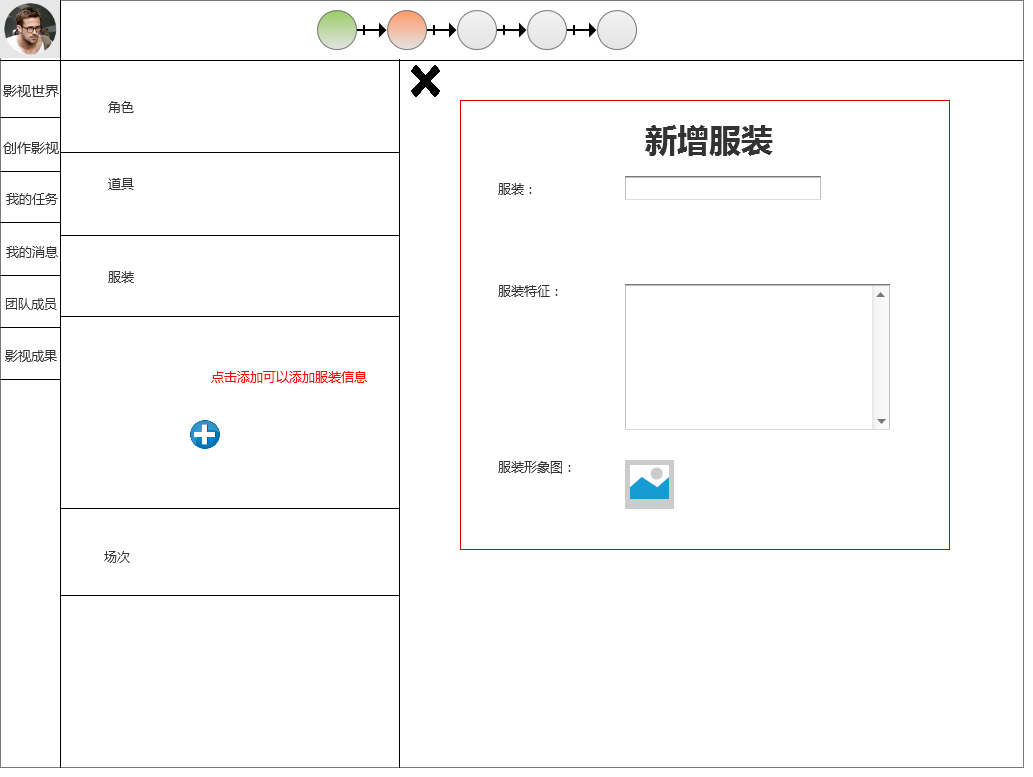 影视世界
创作影视
我的任务
我的消息
团队成员
影视成果
角色
道具
服装
点击添加可以添加服装信息
场次
新增服装
服装：
服装特征：
服装形象图：